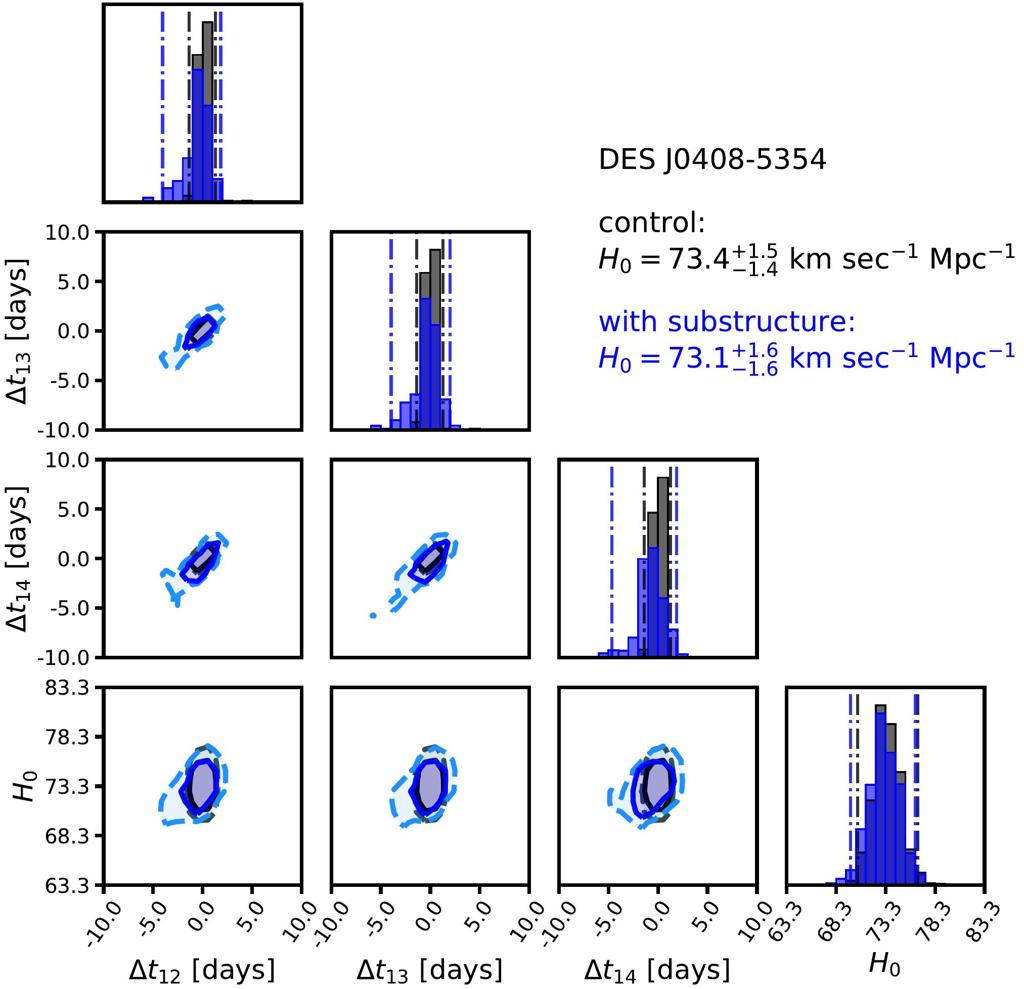 DES J0408-5354
control:
H₀ = 73.4⁺¹·⁵₋₁.₄ km sec⁻¹ Mpc⁻¹
with substructure:
H₀ = 73.1⁺¹·⁶₋₁.₆ km sec⁻¹ Mpc⁻¹
10.0
5.0
0.0
-5.0
-10.0
Δt₁₃ [days]
10.0
5.0
0.0
-5.0
-10.0
Δt₁₄ [days]
83.3
78.3
73.3
68.3
63.3
H₀
-10.0 -5.0 0.0 5.0 10.0 -10.0 -5.0 0.0 5.0 10.0 -10.0 -5.0 0.0 5.0 10.0 63.3 68.3 73.3 78.3 83.3
Δt₁₂ [days] Δt₁₃ [days] Δt₁₄ [days] H₀